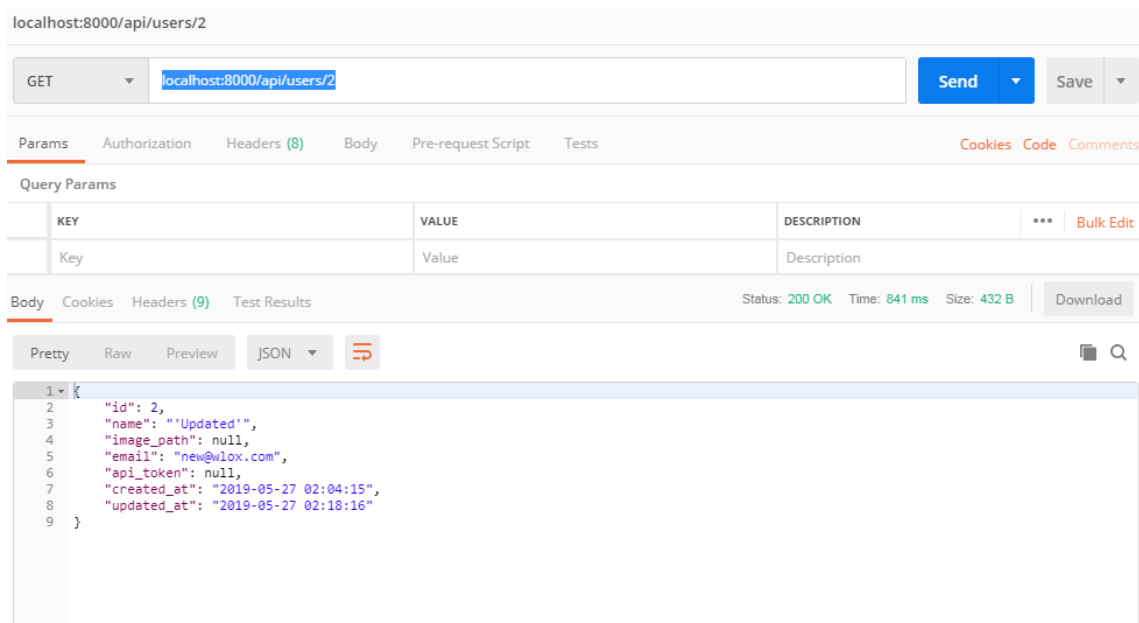 localhost:8000/api/users/2
GET localhost:8000/api/users/2 Send Save
Params Authorization Headers (8) Body Pre-request Script Tests Cookies Code Comments
Query Params
KEY VALUE DESCRIPTION ••• Bulk Edit
Key Value Description
Body Cookies Headers (9) Test Results Status: 200 OK Time: 841 ms Size: 432 B Download
Pretty Raw Preview JSON
1 {
2 "id": 2,
3 "name": "'Updated'",
4 "image_path": null,
5 "email": "new@wlox.com",
6 "api_token": null,
7 "created_at": "2019-05-27 02:04:15",
8 "updated_at": "2019-05-27 02:18:16"
9 }